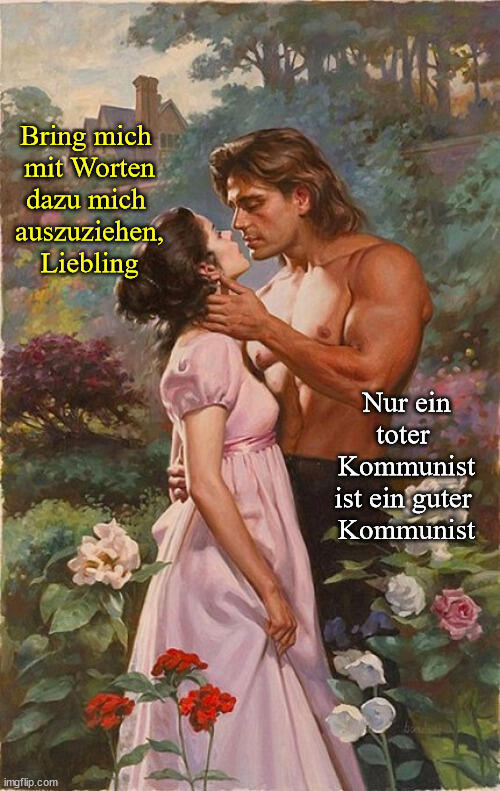 Bring mich
mit Worten
dazu mich
auszuziehen,
Liebling
Nur ein
toter
Kommunist
ist ein guter
Kommunist
imgflip.com